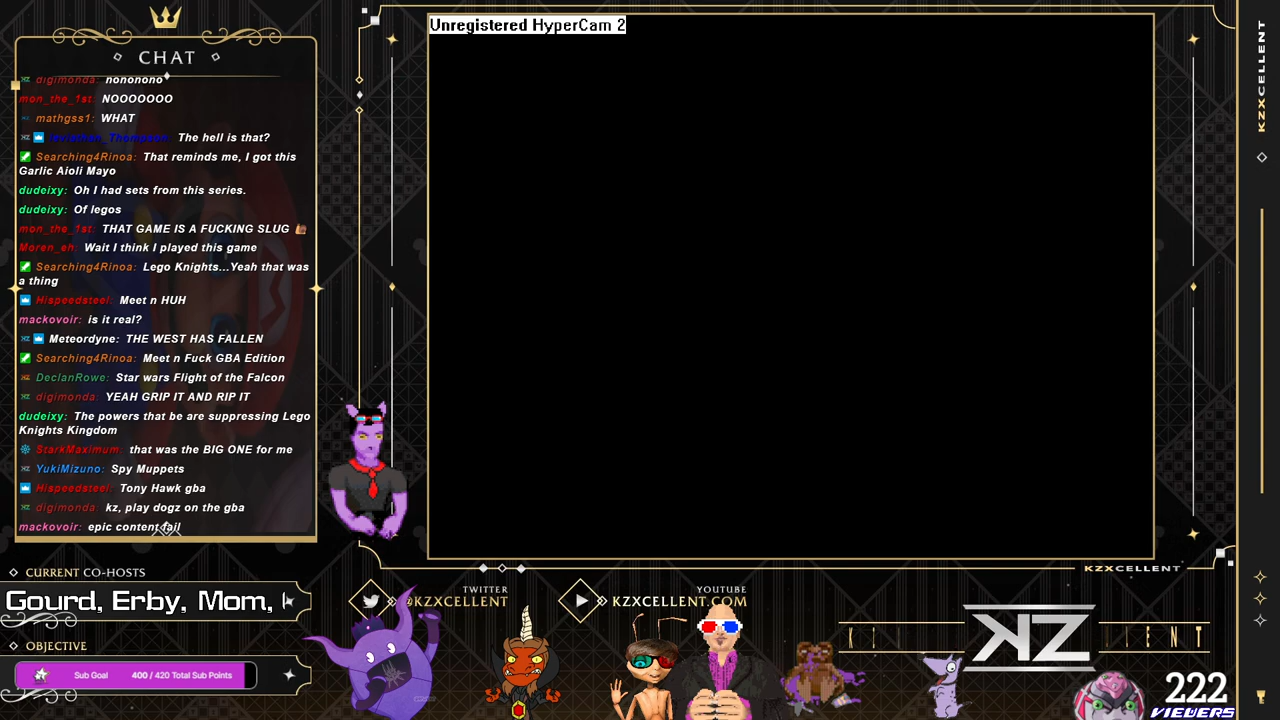 Unregistered HyperCam 2
CHAT
digimonda: nononono
mon_the_1st: NOOOOOOO
mathgss1: WHAT
The hell is that?
Searching4Rinoa: That reminds me, I got this
Garlic Aioli Mayo
dudeixy: Oh I had sets from this series.
dudeixy: Of legos
mon_the_1st: THAT GAME IS A FUCKING SLUG
Moren_eh: Wait I think I played this game
Searching4Rinoa: Lego Knights...Yeah that was
a thing
Hispeedsteel: Meet n HUH
mackovoir: is it real?
Meteordyne: THE WEST HAS FALLEN
Searching4Rinoa: Meet n Fuck GBA Edition
DeclanRowe: Star wars Flight of the Falcon
digimonda: YEAH GRIP IT AND RIP IT
dudeixy: The powers that be are suppressing Lego
Knights Kingdom
StarkMaximum: that was the BIG ONE for me
YukiMizuno: Spy Muppets
Hispeedsteel: Tony Hawk gba
digimonda: kz, play dogz on the gba
mackovoir: epic content fail
CURRENT CO-HOSTS
Gourd, Erby, Mom,
OBJECTIVE
Sub Goal 400 / 420 Total Sub Points
TWITTER
@KZXCELLENT
YOUTUBE
KZXCELLENT.COM
KZXCELLENT
KZ
222
VIEWERS
KZXCELLENT